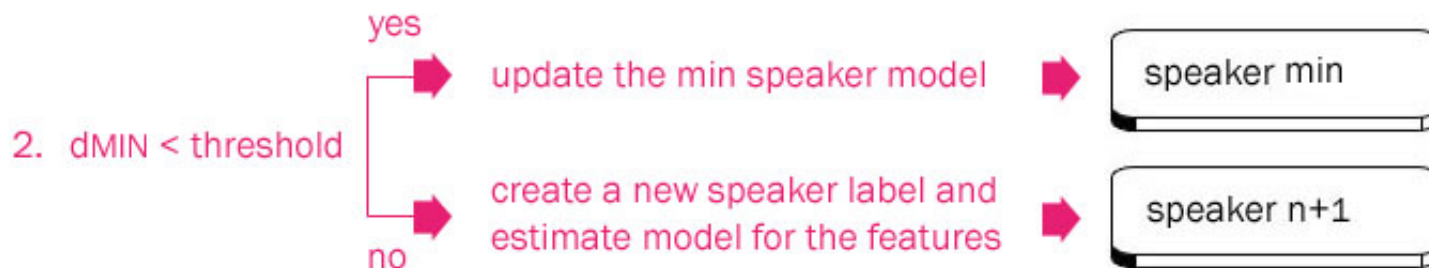 yes
update the min speaker model
speaker min
2. dMIN < threshold
create a new speaker label and
estimate model for the features
speaker n+1
no